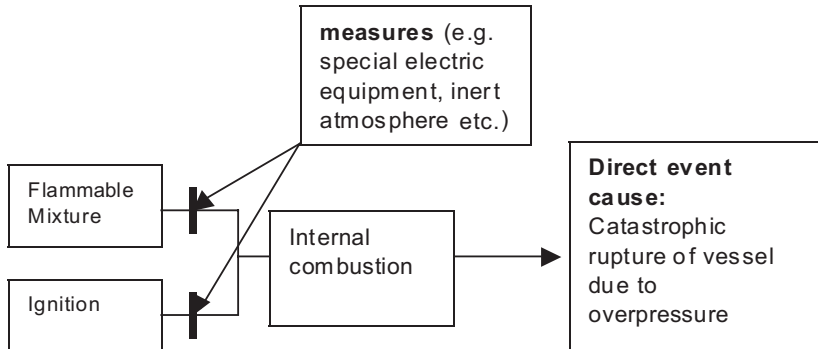 measures (e.g.
special electric
equipment, inert
atmosphere etc.)
Flammable
Mixture
Ignition
Internal
combustion
Direct event
cause:
Catastrophic
rupture of vessel
due to
overpressure